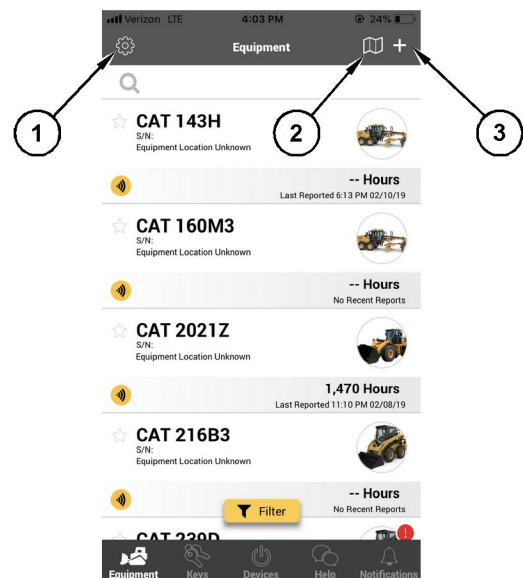 Verizon LTE 4:03 PM 24%
Equipment
1
2
3
CAT 143H
S/N:
Equipment Location Unknown
-- Hours
Last Reported 6:13 PM 02/10/19
CAT 160M3
S/N:
Equipment Location Unknown
-- Hours
No Recent Reports
CAT 2021Z
S/N:
Equipment Location Unknown
1,470 Hours
Last Reported 11:10 PM 02/08/19
CAT 216B3
S/N:
Equipment Location Unknown
-- Hours
No Recent Reports
Filter
CAT 239D
Equipment Keys Devices Help Notifications